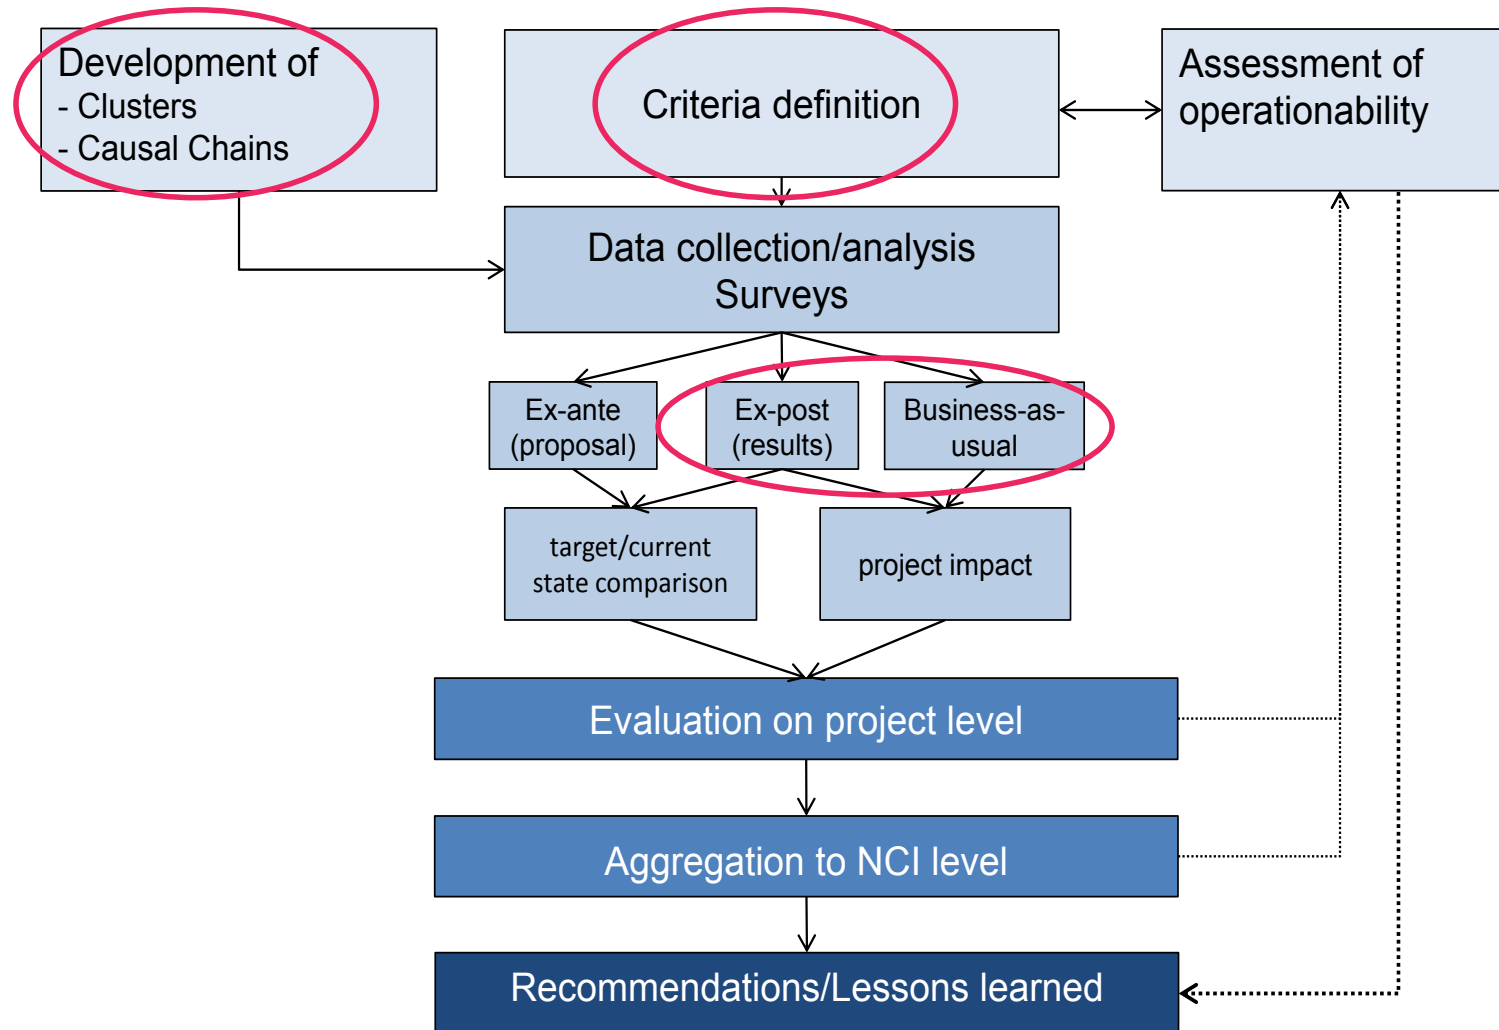 Development of
- Clusters
- Causal Chains
Criteria definition
Assessment of
operationability
Data collection/analysis
Surveys
Ex-ante
(proposal)
Ex-post
(results)
Business-as-
usual
target/current
state comparison
project impact
Evaluation on project level
Aggregation to NCI level
Recommendations/Lessons learned